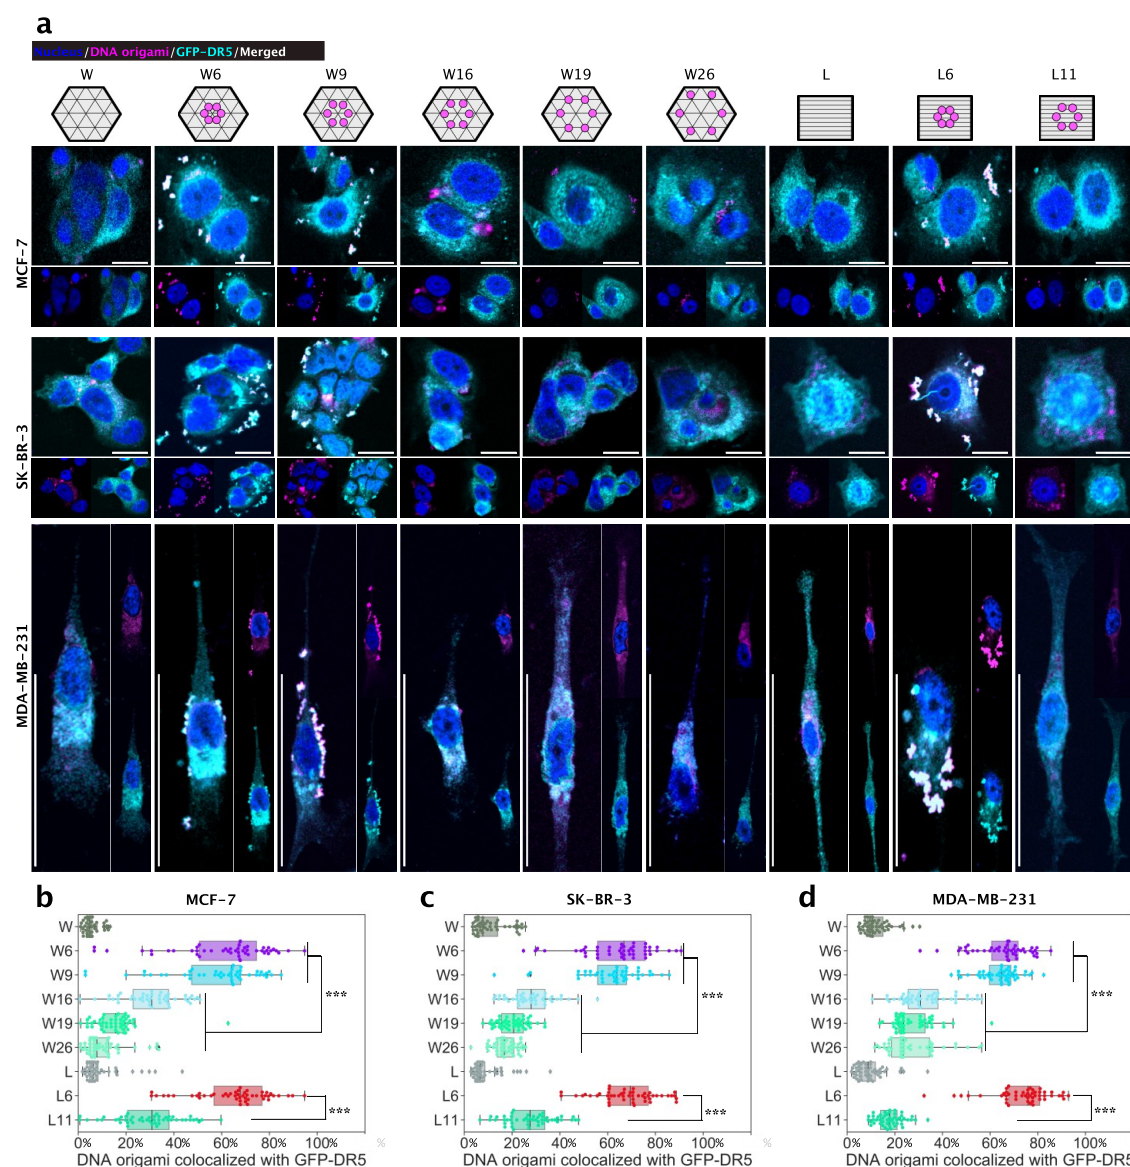 a
Nucleus/DNA origami/GFP-DR5/Merged
W W6 W9 W16 W19 W26 L L6 L11
MCF-7
SK-BR-3
MDA-MB-231
b MCF-7
W
W6
W9
W16
W19
W26
L
L6
L11
***
***
0% 20% 40% 60% 80% 100% %
DNA origami colocalized with GFP-DR5
c SK-BR-3
W
W6
W9
W16
W19
W26
L
L6
L11
***
***
0% 20% 40% 60% 80% 100% %
DNA origami colocalized with GFP-DR5
d MDA-MB-231
W
W6
W9
W16
W19
W26
L
L6
L11
***
***
0% 20% 40% 60% 80% 100%
DNA origami colocalized with GFP-DR5